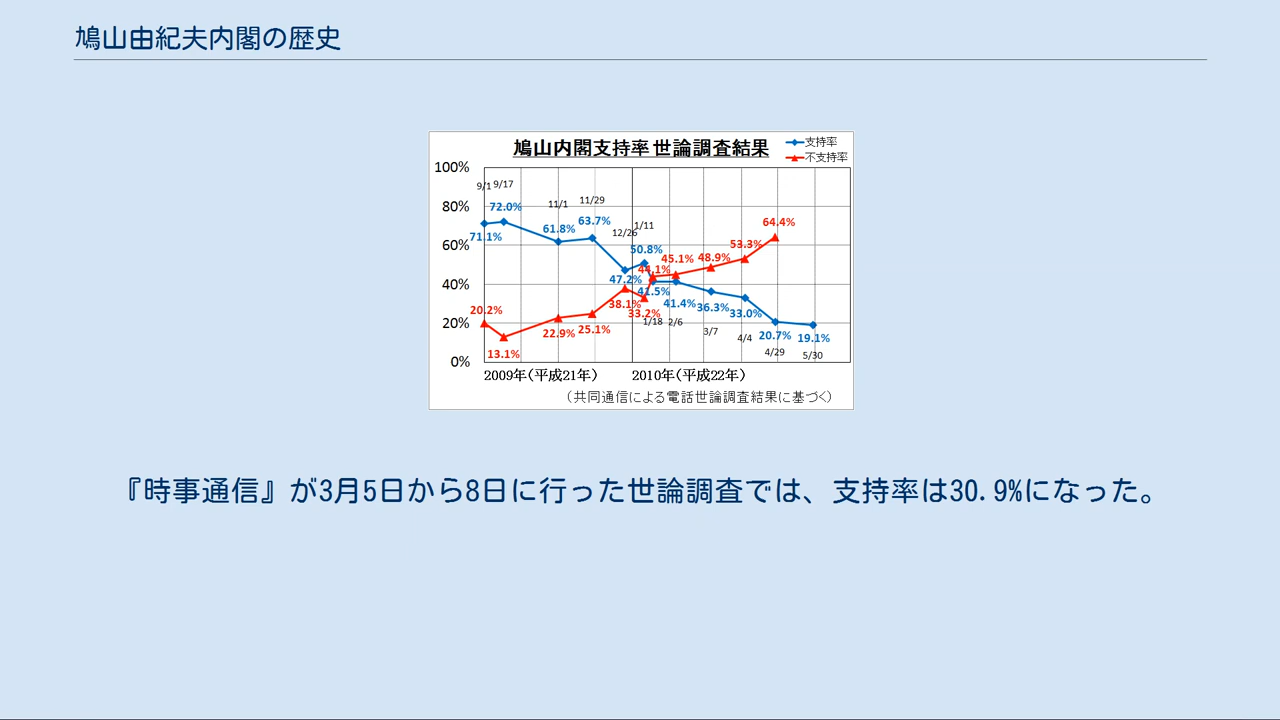 鳩山由紀夫内閣の歴史
鳩山内閣支持率世論調査結果
支持率
不支持率
100%
80%
60%
40%
20%
0%
9/1 9/17 11/1 11/29 12/26 1/11
71.1% 72.0% 61.8% 63.7% 47.2% 50.8% 41.5% 41.4% 36.3% 33.0% 20.7% 19.1%
20.2% 13.1% 22.9% 25.1% 38.1% 33.2% 44.1% 45.1% 48.9% 53.3% 64.4%
1/18 2/6 3/7 4/4 4/29 5/30
2009年(平成21年) 2010年(平成22年)
(共同通信による電話世論調査結果に基づく)
『時事通信』が3月5日から8日に行った世論調査では、支持率は30.9%になった。